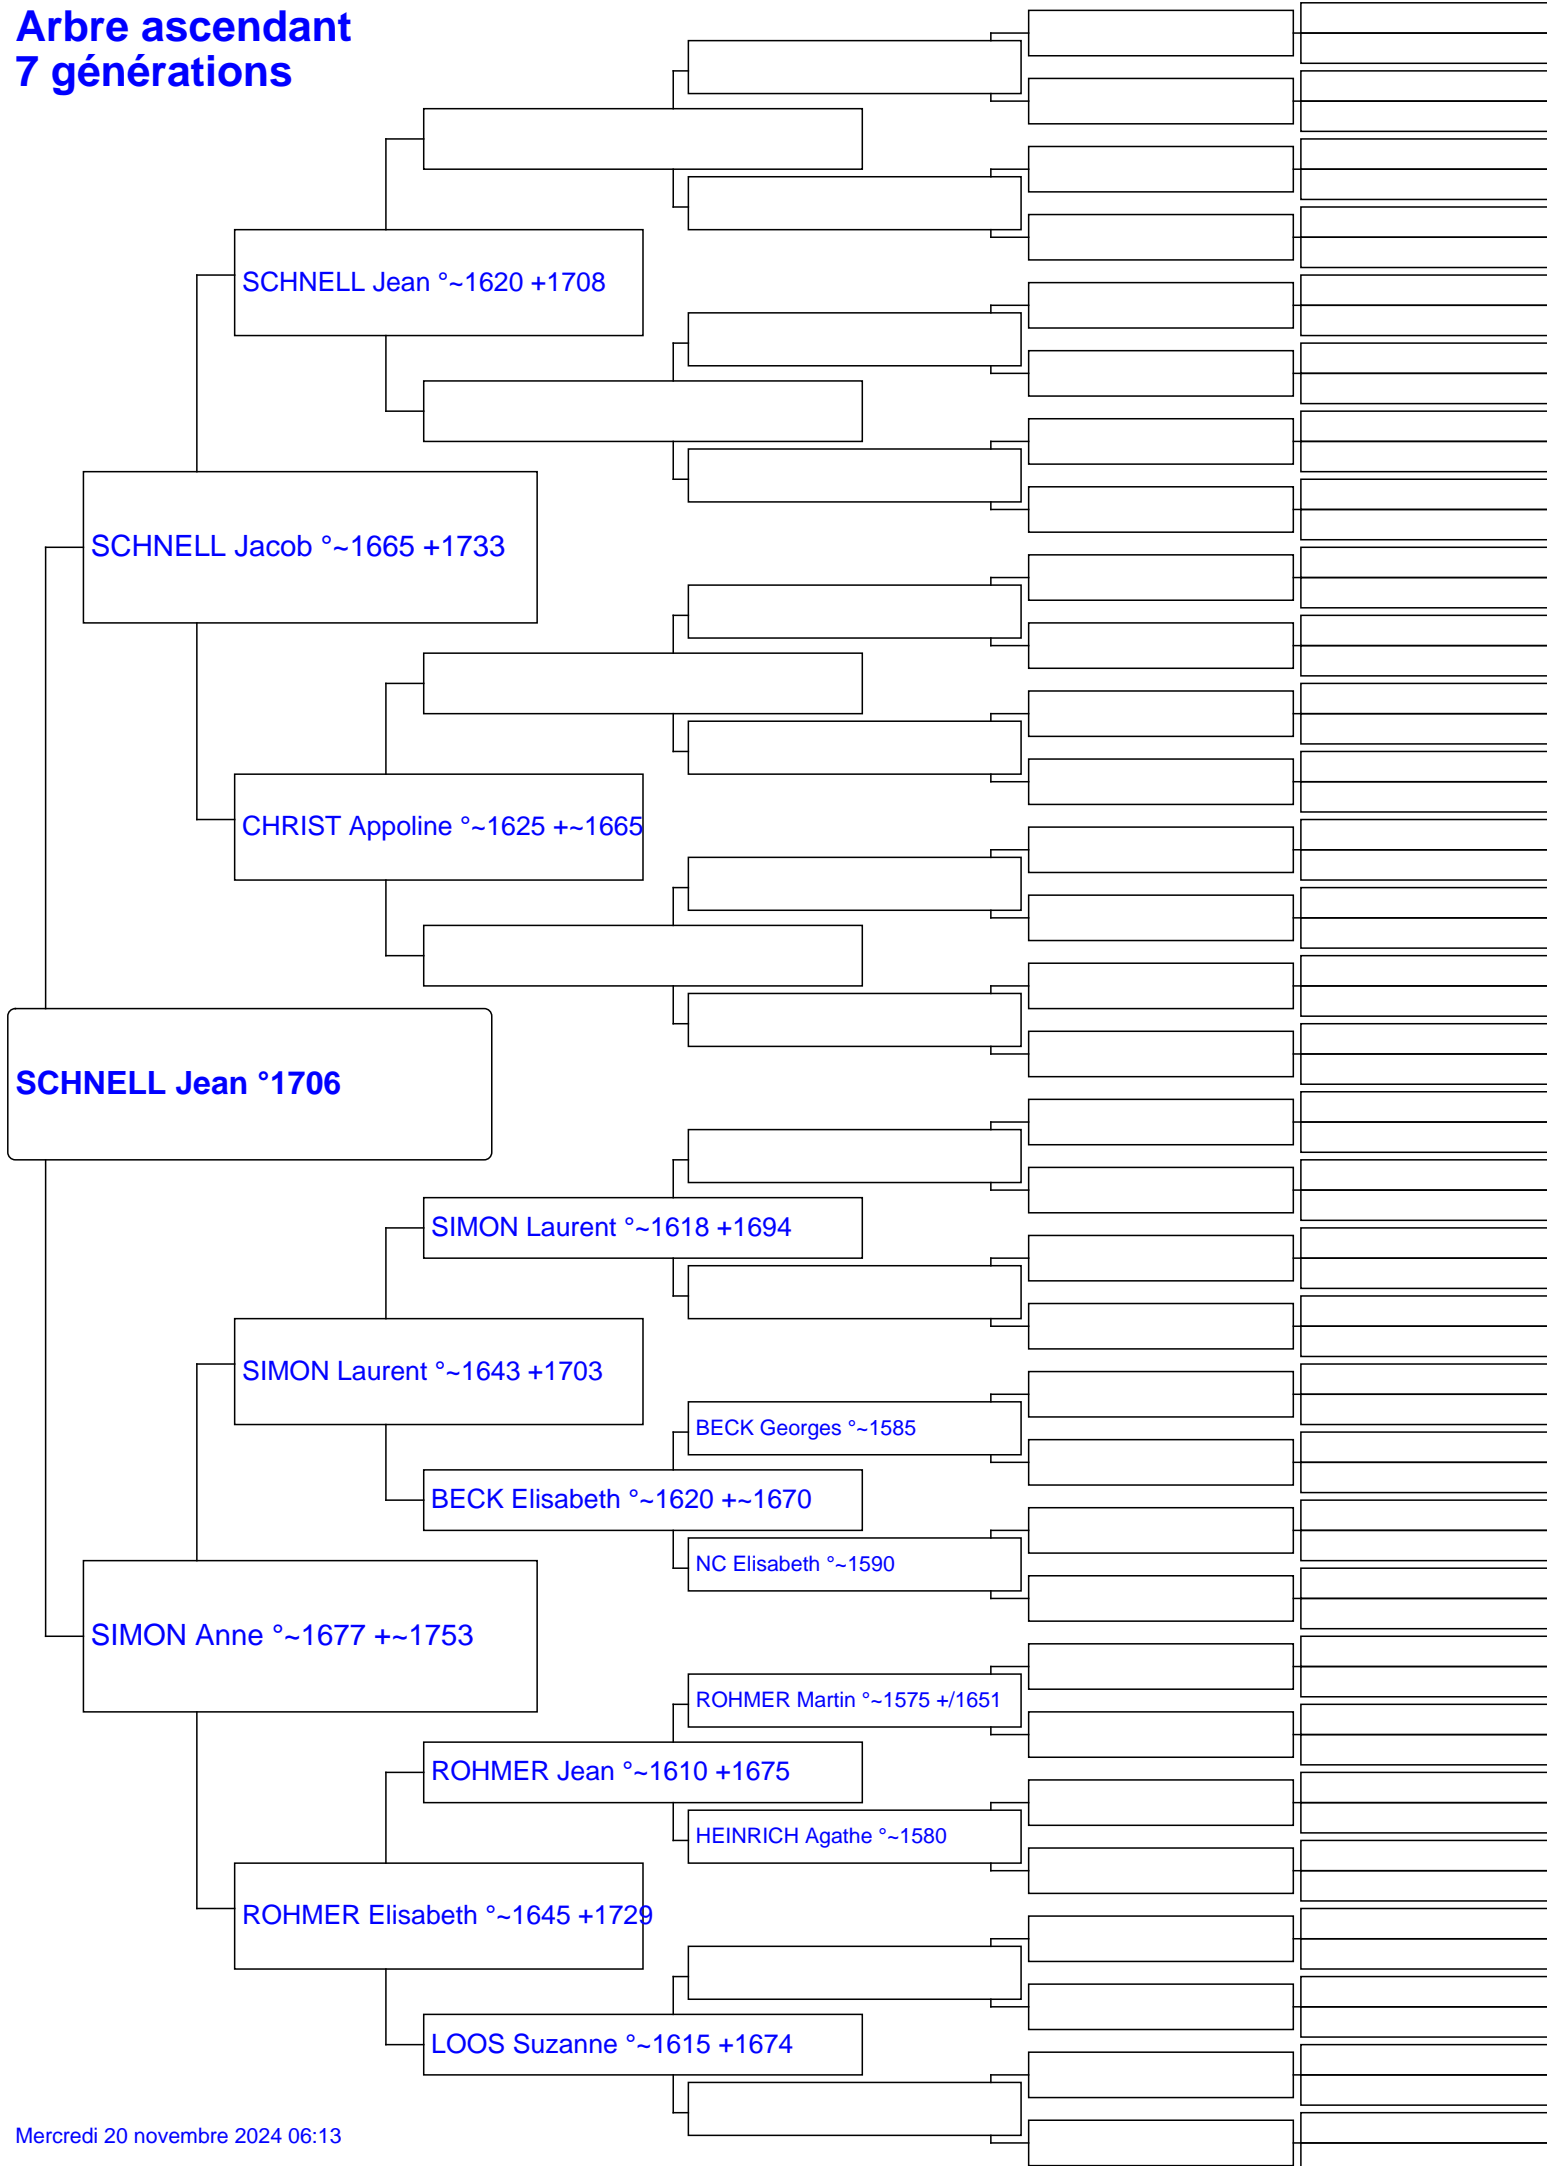 Arbre ascendant
7 générations
SCHNELL Jean °~1620 +1708
SCHNELL Jacob °~1665 +1733
CHRIST Appoline °~1625 +~1665
SCHNELL Jean °1706
SIMON Laurent °~1618 +1694
SIMON Laurent °~1643 +1703
BECK Georges °~1585
BECK Elisabeth °~1620 +~1670
NC Elisabeth °~1590
SIMON Anne °~1677 +~1753
ROHMER Martin °~1575 +/1651
ROHMER Jean °~1610 +1675
HEINRICH Agathe °~1580
ROHMER Elisabeth °~1645 +1729
LOOS Suzanne °~1615 +1674
Mercredi 20 novembre 2024 06:13